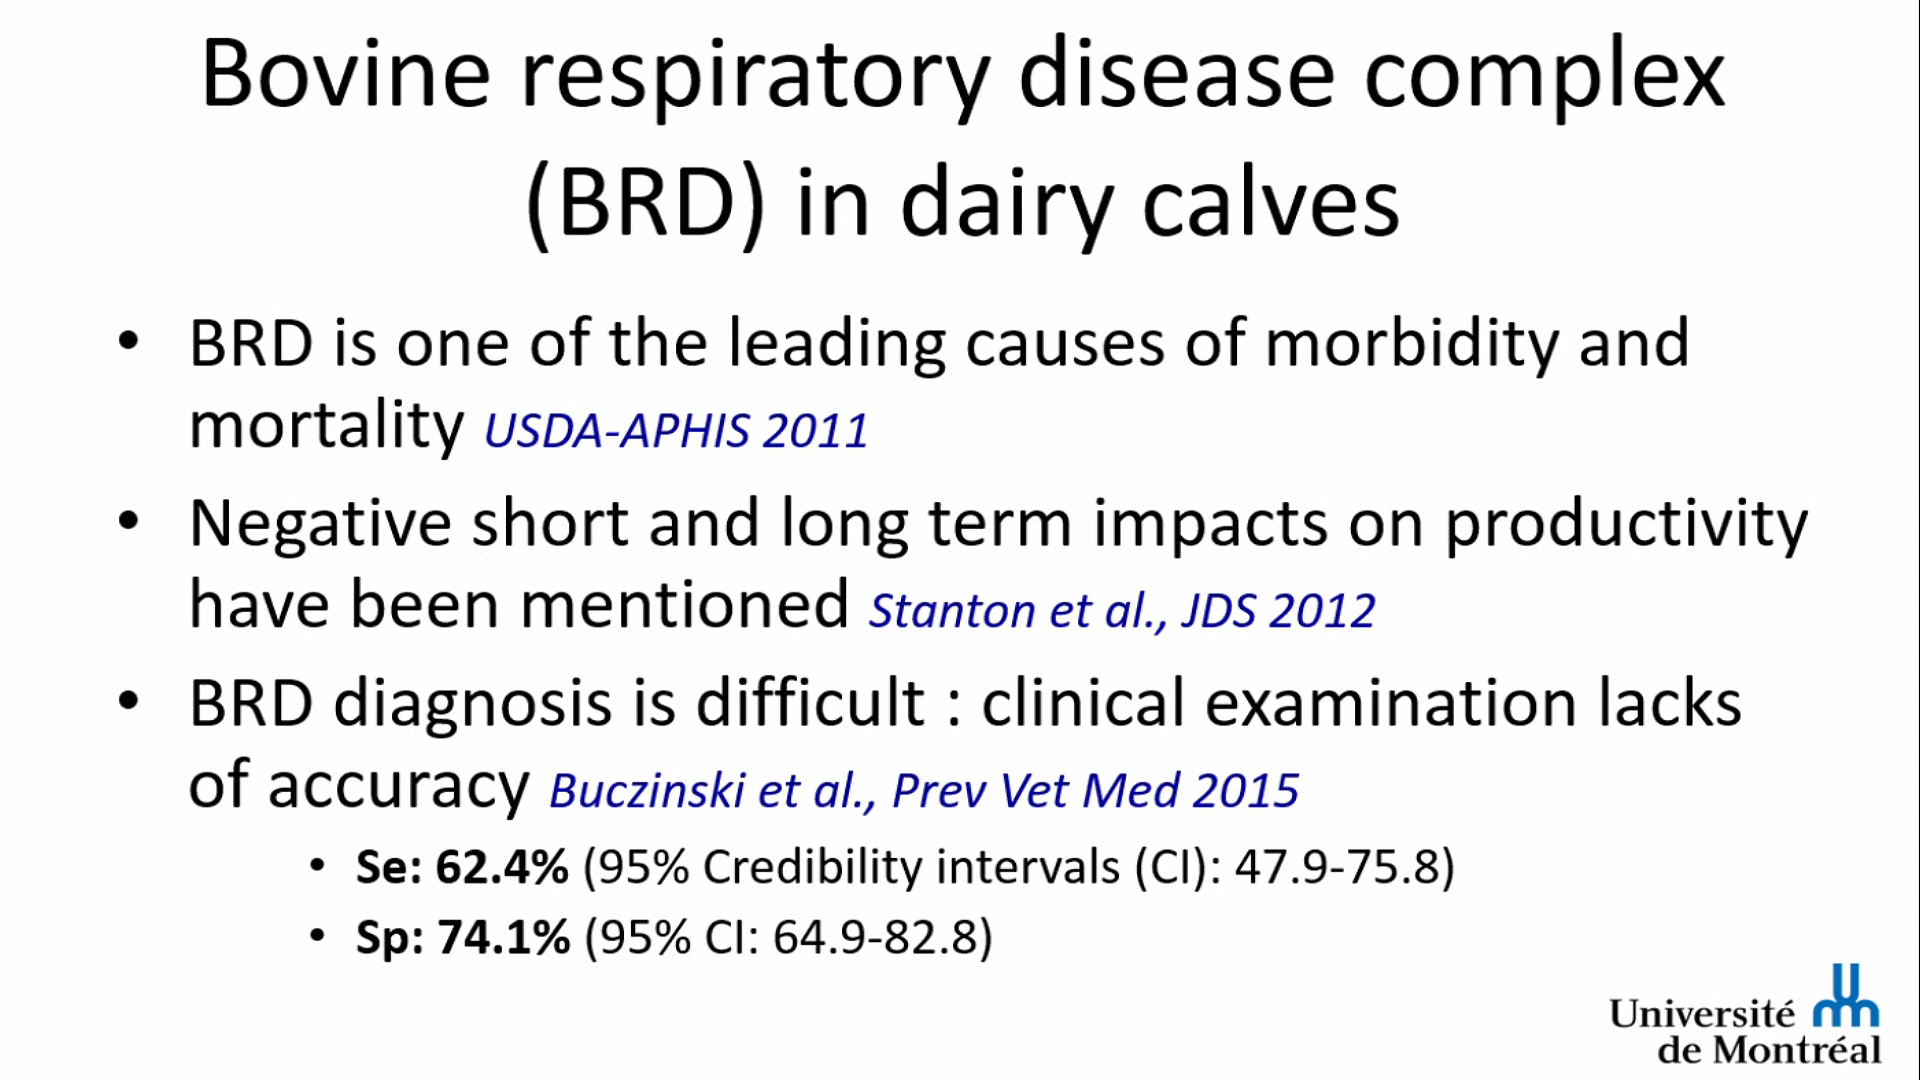 Bovine respiratory disease complex
(BRD) in dairy calves
• BRD is one of the leading causes of morbidity and
mortality USDA-APHIS 2011
• Negative short and long term impacts on productivity
have been mentioned Stanton et al., JDS 2012
• BRD diagnosis is difficult : clinical examination lacks
of accuracy Buczinski et al., Prev Vet Med 2015
• Se: 62.4% (95% Credibility intervals (CI): 47.9-75.8)
• Sp: 74.1% (95% CI: 64.9-82.8)
Université
de Montréal